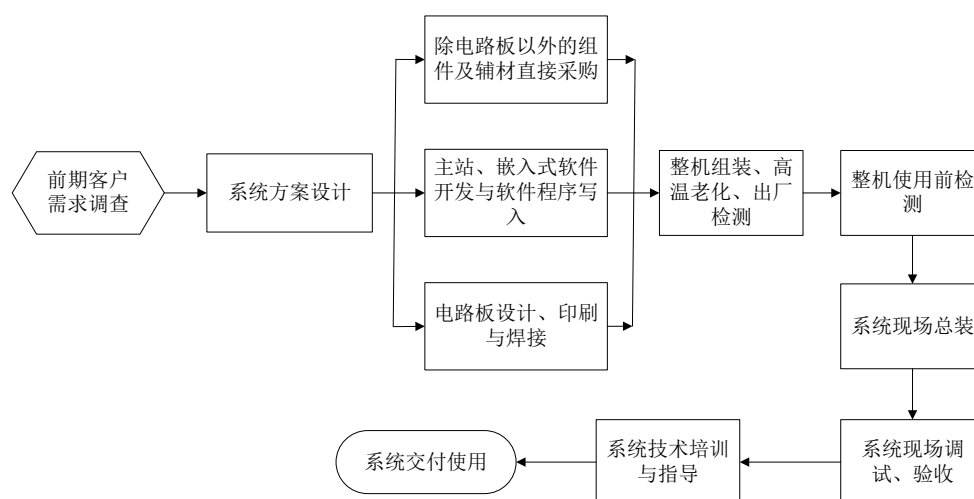 前期客户
需求调查
系统方案设计
除电路板以外的组
件及辅材直接采购
主站、嵌入式软件
开发与软件程序写
入
电路板设计、印刷
与焊接
整机组装、高
温老化、出厂
检测
整机使用前检
测
系统现场总装
系统现场调
试、验收
系统技术培训
与指导
系统交付使用